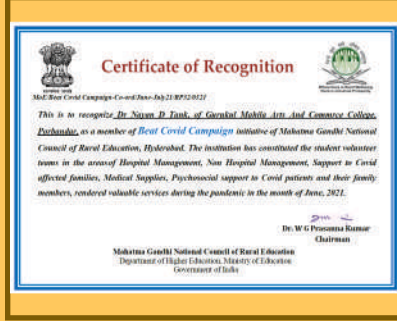 Certificate of Recognition
MoE/Beat Covid Campaign-Co-ord/June-July21/RP32/0321
This is to recognize Dr Nayan D Tank, of Gurukul Mahila Arts And Commerce College,
Porbandar, as a member of Beat Covid Campaign initiative of Mahatma Gandhi National
Council of Rural Education, Hyderabad. The institution has constituted the student volunteer
teams in the areas of Hospital Management, Non Hospital Management, Support to Covid
affected families, Medical Supplies, Psychosocial support to Covid patients and their family
members, rendered valuable services during the pandemic in the month of June, 2021.
Dr. W G Prasanna Kumar
Chairman
Mahatma Gandhi National Council of Rural Education
Department of Higher Education, Ministry of Education
Government of India